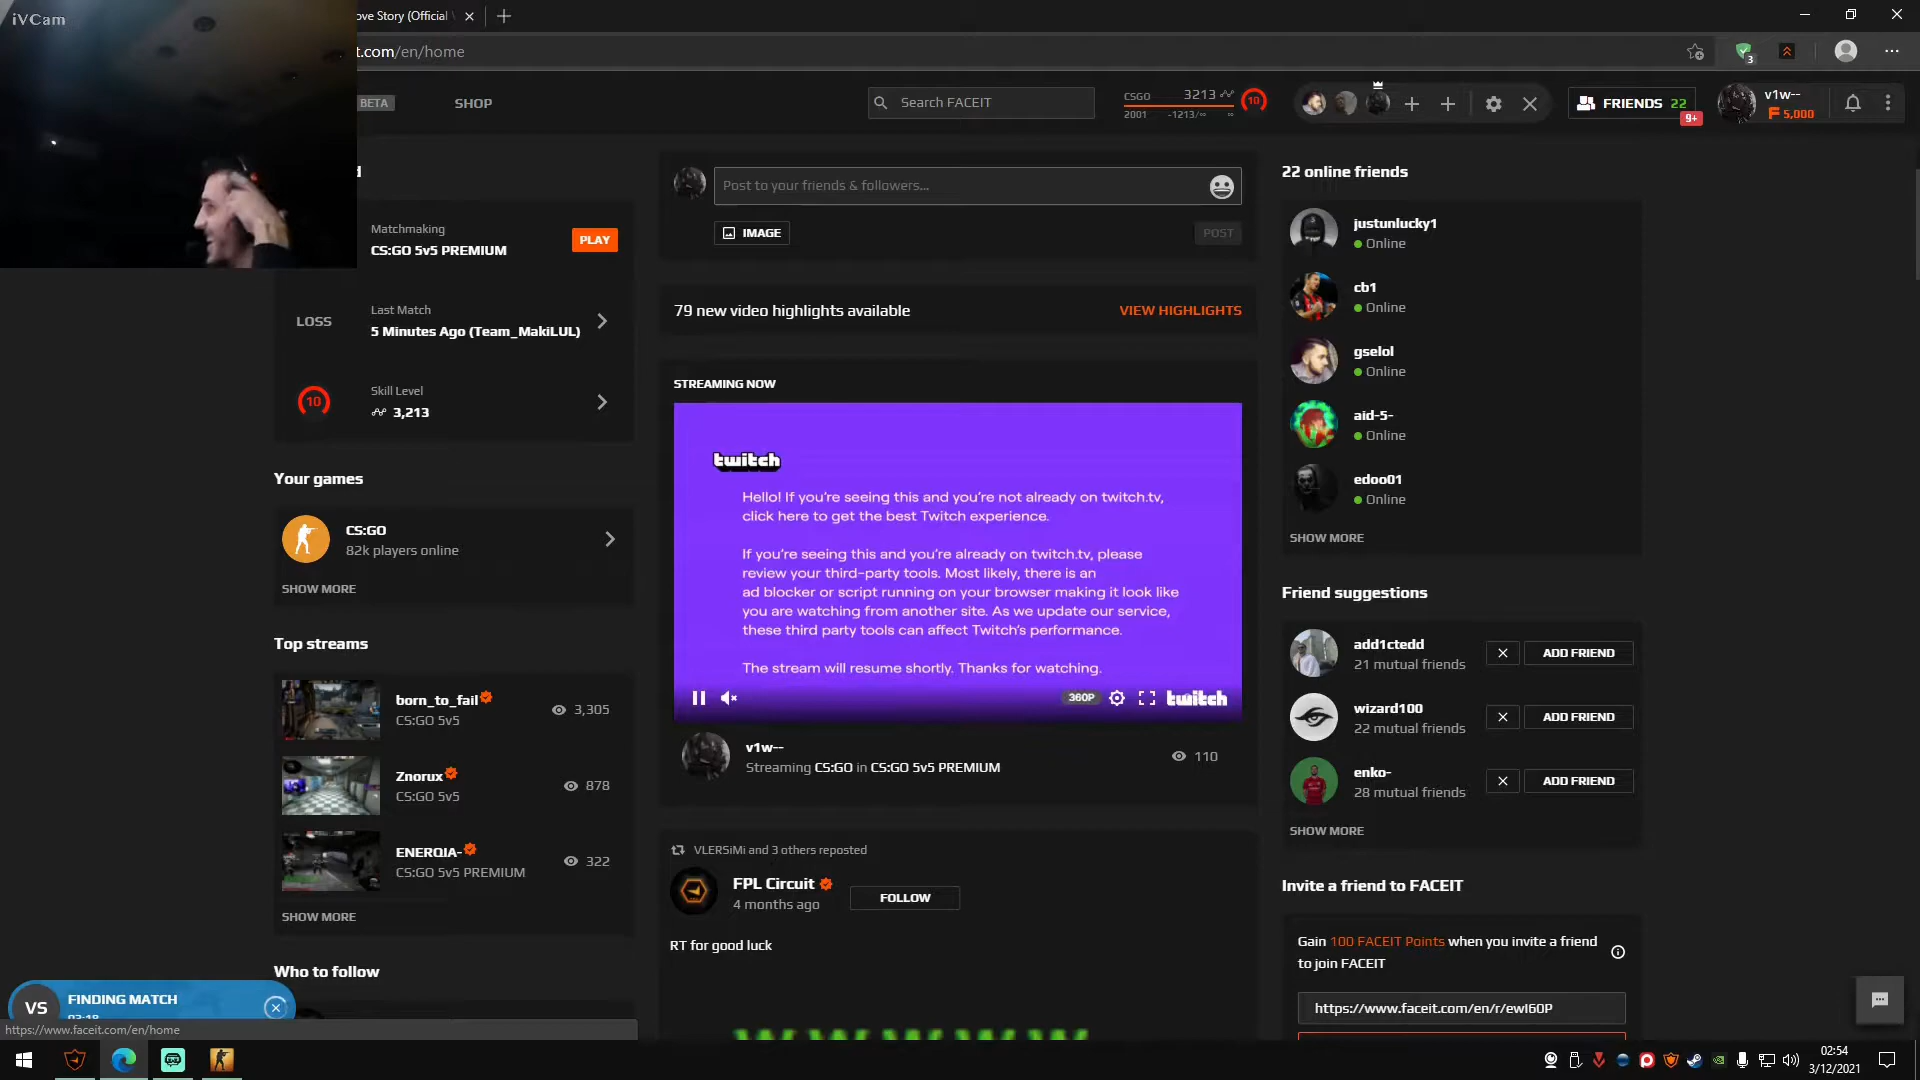 iVCam
ove Story (Official
t.com/en/home
3
BETA
SHOP
Search FACEIT
CSGO
3213
2001
-1213/∞
∞
10
FRIENDS 22
9+
v1w--
5,000
d
Matchmaking
CS:GO 5v5 PREMIUM
PLAY
LOSS
Last Match
5 Minutes Ago (Team_MakiLUL)
10
Skill Level
3,213
Your games
CS:GO
82k players online
SHOW MORE
Top streams
born_to_fail
CS:GO 5v5
3,305
Znorux
CS:GO 5v5
878
ENERQIA-
CS:GO 5v5 PREMIUM
322
SHOW MORE
Who to follow
VS
FINDING MATCH
03:18
https://www.faceit.com/en/home
Post to your friends & followers...
IMAGE
POST
79 new video highlights available
VIEW HIGHLIGHTS
STREAMING NOW
twitch
Hello! If you're seeing this and you're not already on twitch.tv,
click here to get the best Twitch experience.
If you're seeing this and you're already on twitch.tv, please
review your third-party tools. Most likely, there is an
ad blocker or script running on your browser making it look like
you are watching from another site. As we update our service,
these third party tools can affect Twitch's performance.
The stream will resume shortly. Thanks for watching.
360P
twitch
v1w--
Streaming CS:GO in CS:GO 5v5 PREMIUM
110
VLERSiMi and 3 others reposted
FPL Circuit
4 months ago
FOLLOW
RT for good luck
22 online friends
justunlucky1
Online
cb1
Online
gselol
Online
aid-5-
Online
edoo01
Online
SHOW MORE
Friend suggestions
add1ctedd
21 mutual friends
ADD FRIEND
wizard100
22 mutual friends
ADD FRIEND
enko-
28 mutual friends
ADD FRIEND
SHOW MORE
Invite a friend to FACEIT
Gain 100 FACEIT Points when you invite a friend
to join FACEIT
https://www.faceit.com/en/r/ewI60P
02:54
3/12/2021